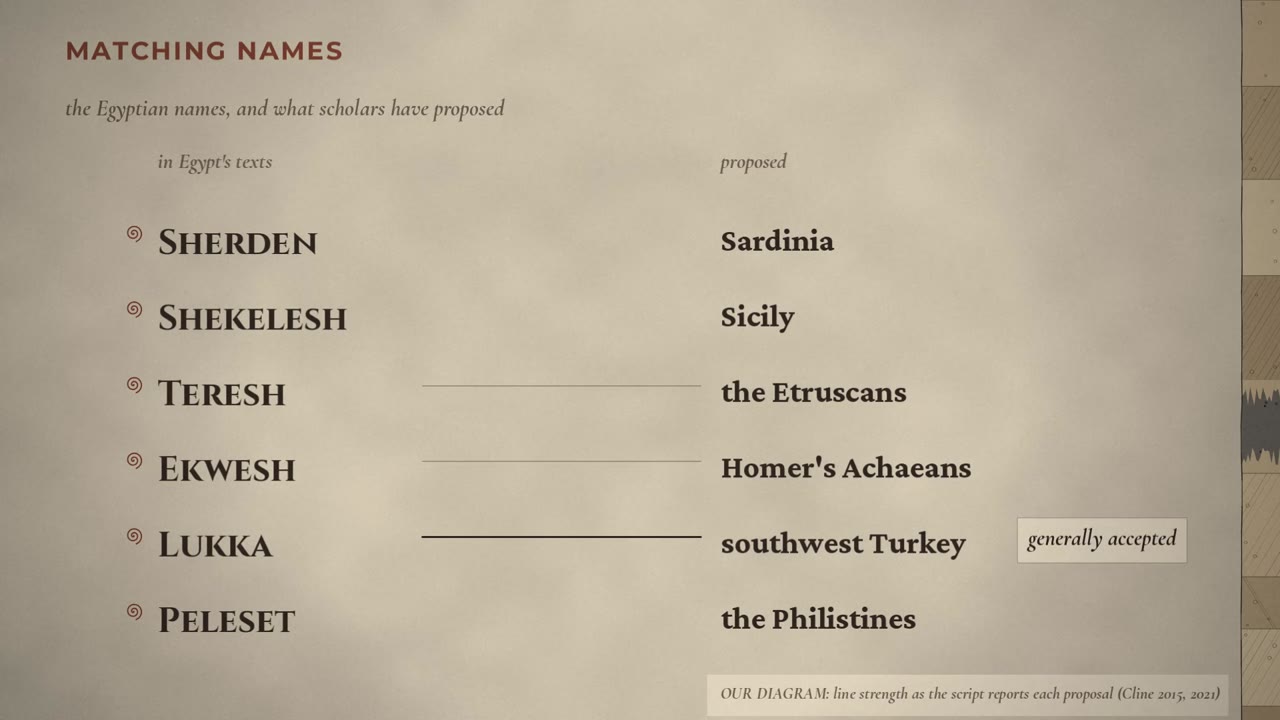 MATCHING NAMES
the Egyptian names, and what scholars have proposed
in Egypt's texts proposed
SHERDEN Sardinia
SHEKELESH Sicily
TERESH the Etruscans
EKWESH Homer's Achaeans
LUKKA southwest Turkey generally accepted
PELESET the Philistines
OUR DIAGRAM: line strength as the script reports each proposal (Cline 2015, 2021)